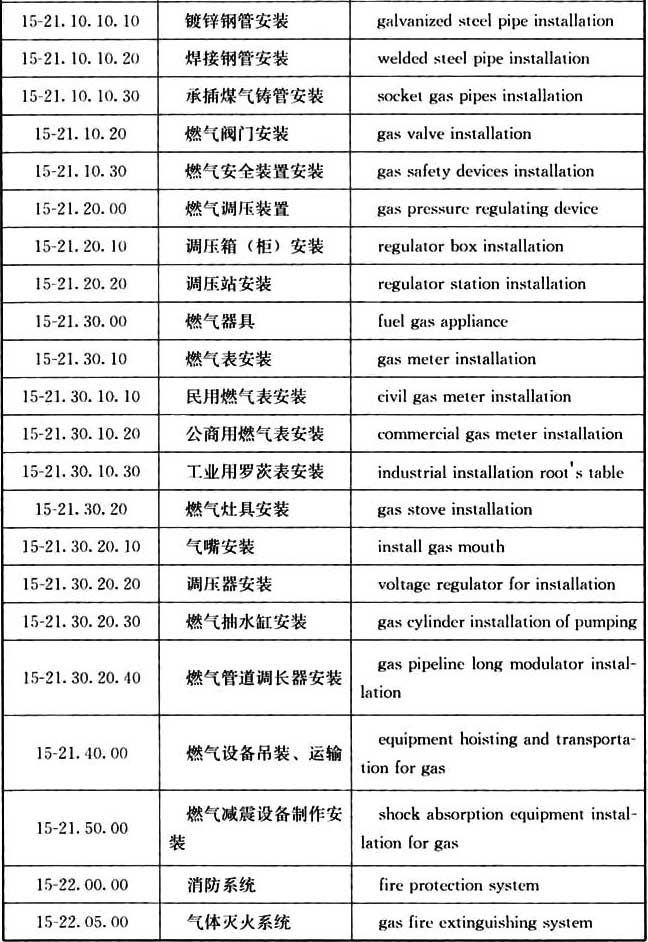 15-21.10.10.10 镀锌钢管安装 galvanized steel pipe installation
15-21.10.10.20 焊接钢管安装 welded steel pipe installation
15-21.10.10.30 承插煤气铸管安装 socket gas pipes installation
15-21.10.20 燃气阀门安装 gas valve installation
15-21.10.30 燃气安全装置安装 gas safety devices installation
15-21.20.00 燃气调压装置 gas pressure regulating device
15-21.20.10 调压箱（柜）安装 regulator box installation
15-21.20.20 调压站安装 regulator station installation
15-21.30.00 燃气器具 fuel gas appliance
15-21.30.10 燃气表安装 gas meter installation
15-21.30.10.10 民用燃气表安装 civil gas meter installation
15-21.30.10.20 公商用燃气表安装 commercial gas meter installation
15-21.30.10.30 工业用罗茨表安装 industrial installation root's table
15-21.30.20 燃气灶具安装 gas stove installation
15-21.30.20.10 气嘴安装 install gas mouth
15-21.30.20.20 调压器安装 voltage regulator for installation
15-21.30.20.30 燃气抽水缸安装 gas cylinder installation of pumping
15-21.30.20.40 燃气管道调长器安装 gas pipeline long modulator instal-
lation
15-21.40.00 燃气设备吊装、运输 equipment hoisting and transporta-
tion for gas
15-21.50.00 燃气减震设备制作安 shock absorption equipment instal-
装 lation for gas
15-22.00.00 消防系统 fire protection system
15-22.05.00 气体灭火系统 gas fire extinguishing system